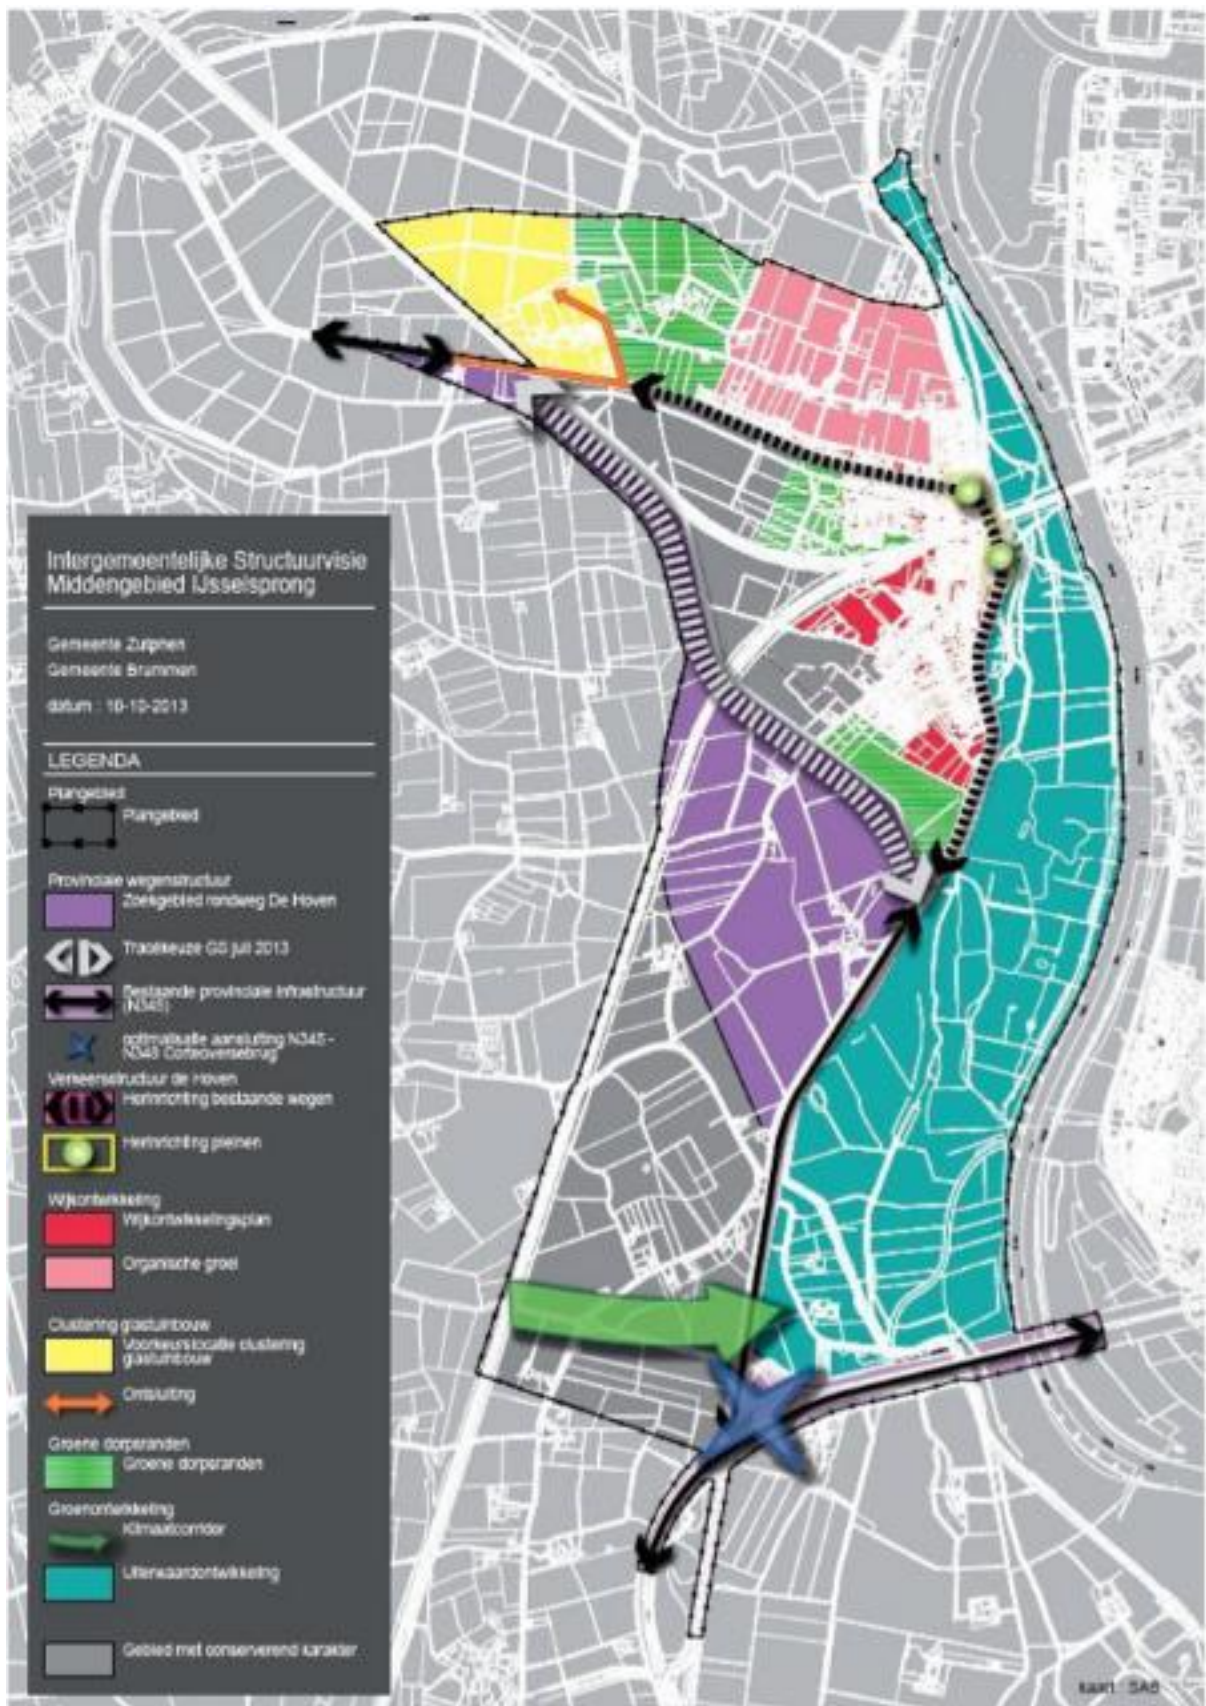 Intergemeentelijke Structuurvisie
Middengebied IJsselsprong
Gemeente Zutphen
Gemeente Brummen
datum : 16-10-2013
LEGENDA
Plangebied
Plangebied
Provinciale wegenstructuur
Zoekgebied rondweg De Hoven
Tracékeuze GS juli 2013
Bestaande provinciale infrastructuur
(N345)
optimalisatie aansluiting N345 -
N348 Cortenoeversebrug
Verkeersstructuur de Hoven
Herinrichting bestaande wegen
Herinrichting pleinen
Wijkontwikkeling
Wijkontwikkelingsplan
Organische groei
Clustering glastuinbouw
Voorkeurslocatie clustering
glastuinbouw
Ontsluiting
Groene dorpsranden
Groene dorpsranden
Groenontwikkeling
Klimaatcorridor
Uiterwaardontwikkeling
Gebied met conserverend karakter
kaart : SAB